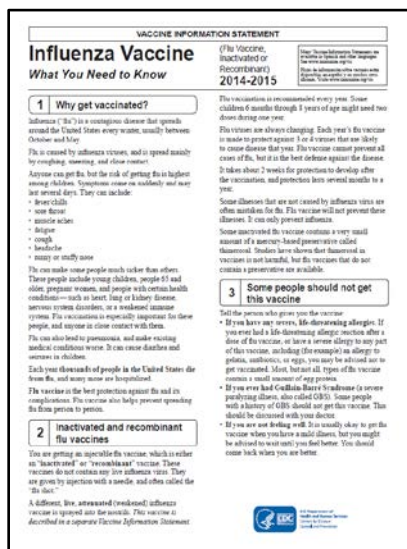 VACCINE INFORMATION STATEMENT
Influenza Vaccine
What You Need to Know
(Flu Vaccine,
Inactivated or
Recombinant)
2014-2015
Many Vaccine Information Statements are
available in Spanish and other languages.
See www.immunize.org/vis
1 Why get vaccinated?
Influenza (“flu”) is a contagious disease that spreads
around the United States every winter, usually between
October and May.
Flu is caused by influenza viruses, and is spread mainly
by coughing, sneezing, and close contact.
Anyone can get flu, but the risk of getting flu is highest
among children. Symptoms come on suddenly and may
last several days. They can include:
• fever/chills
• sore throat
• muscle aches
• fatigue
• cough
• headache
• runny or stuffy nose
Flu can make some people much sicker than others.
These people include young children, people 65 and
older, pregnant women, and people with certain health
conditions—such as heart, lung or kidney disease,
nervous system disorders, or a weakened immune
system. Flu vaccination is especially important for these
people, and anyone in close contact with them.
Flu can also lead to pneumonia, and make existing
medical conditions worse. It can cause diarrhea and
seizures in children.
Each year thousands of people in the United States die
from flu, and many more are hospitalized.
Flu vaccine is the best protection against flu and its
complications. Flu vaccine also helps prevent spreading
flu from person to person.
2 Inactivated and recombinant
flu vaccines
You are getting an injectable flu vaccine, which is either
an “inactivated” or “recombinant” vaccine. These
vaccines do not contain any live influenza virus. They
are given by injection with a needle, and often called the
“flu shot.”
A different, live, attenuated (weakened) influenza
vaccine is sprayed into the nostrils. This vaccine is
described in a separate Vaccine Information Statement
Flu vaccination is recommended every year. Some
children 6 months through 8 years of age might need two
doses during one year.
Flu viruses are always changing. Each year’s flu vaccine
is made to protect against 3 or 4 viruses that are likely
to cause disease that year. Flu vaccine cannot prevent all
cases of flu, but it is the best defense against the disease.
It takes about 2 weeks for protection to develop after
the vaccination, and protection lasts several months to a
year.
Some illnesses that are not caused by influenza virus are
often mistaken for flu. Flu vaccine will not prevent these
illnesses. It can only prevent influenza.
Some inactivated flu vaccine contains a very small
amount of a mercury-based preservative called
thimerosal. Studies have shown that thimerosal in
vaccines is not harmful, but flu vaccines that do not
contain a preservative are available.
3 Some people should not get
this vaccine
Tell the person who gives you the vaccine:
• If you have any severe, life-threatening allergies. If
you ever had a life-threatening allergic reaction after a
dose of flu vaccine, or have a severe allergy to any part
of this vaccine, including (for example) an allergy to
gelatin, antibiotics, or eggs, you may be advised not to
get vaccinated. Most, but not all, types of flu vaccine
contain a small amount of egg protein.
• If you ever had Guillain-Barré Syndrome (a severe
paralyzing illness, also called GBS). Some people
with a history of GBS should not get this vaccine. This
should be discussed with your doctor.
• If you are not feeling well. It is usually okay to get flu
vaccine when you have a mild illness, but you might
be advised to wait until you feel better. You should
come back when you are better.
CDC
U.S. Department of
Health and Human Services
Centers for Disease
Control and Prevention